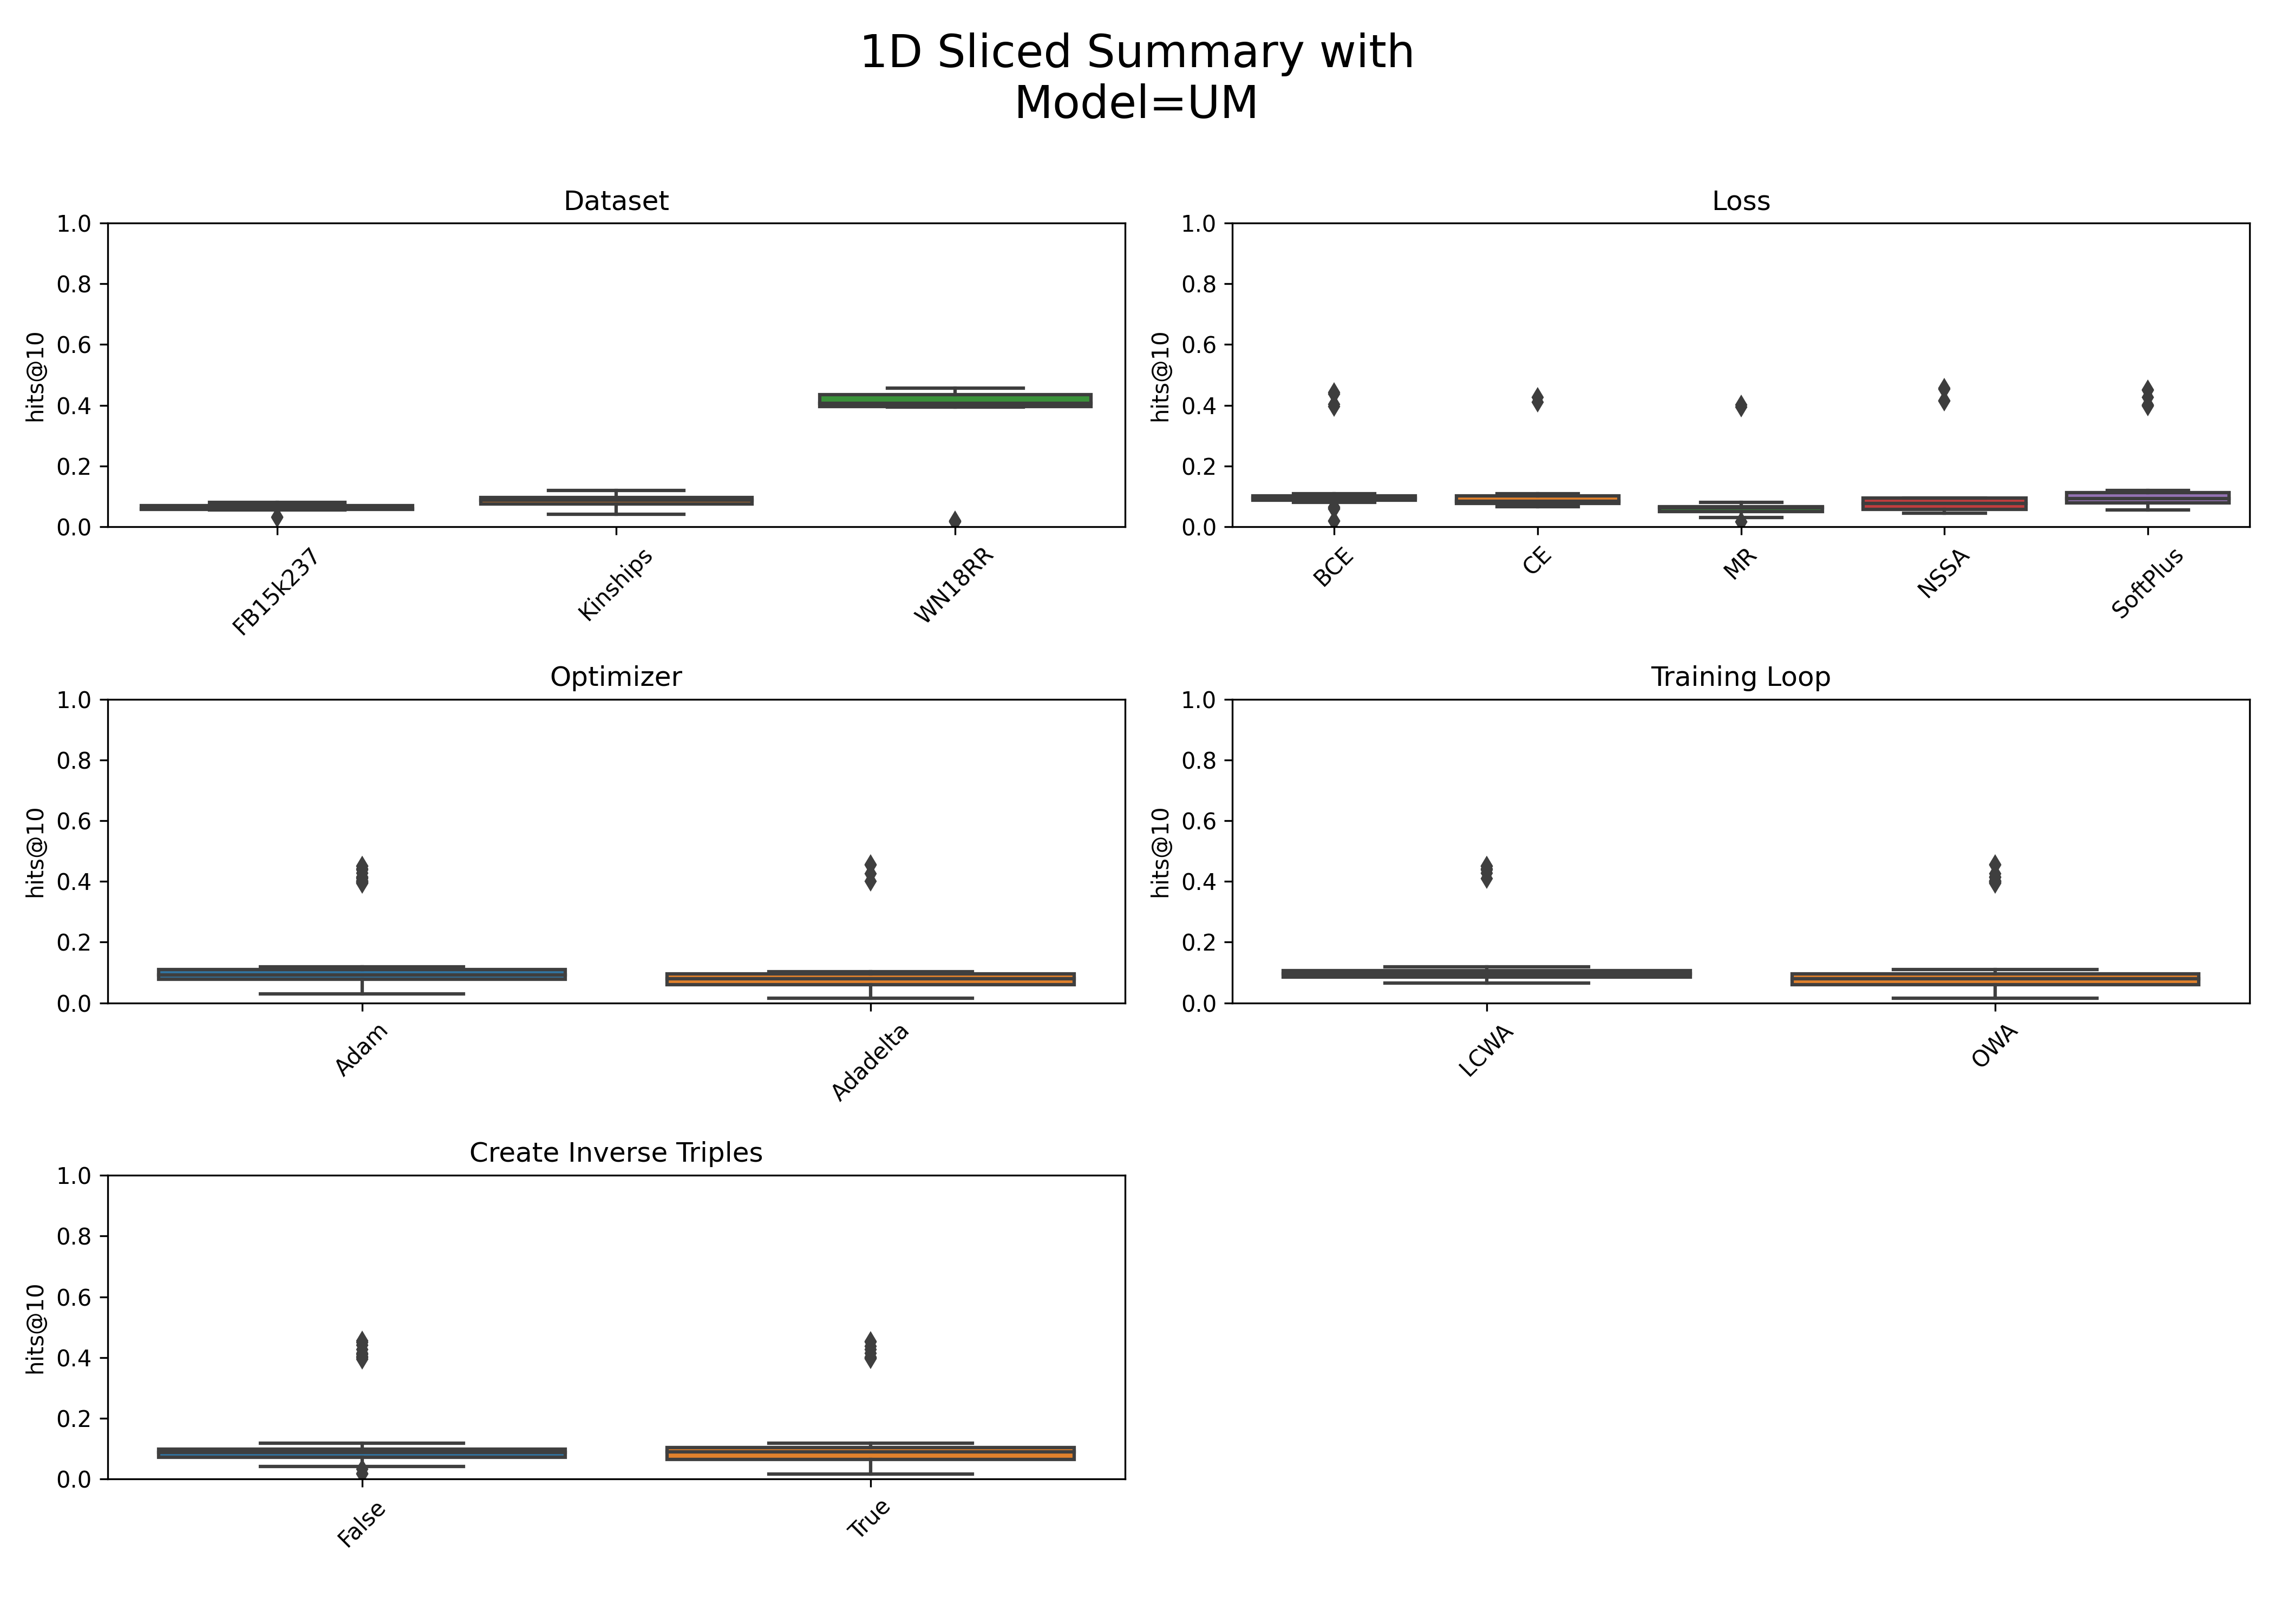 1D Sliced Summary with
Model=UM
Dataset
1.0
0.8
0.6
0.4
0.2
0.0
hits@10
FB15k237
Kinships
WN18RR
Loss
1.0
0.8
0.6
0.4
0.2
0.0
hits@10
BCE
CE
MR
NSSA
SoftPlus
Optimizer
1.0
0.8
0.6
0.4
0.2
0.0
hits@10
Adam
Adadelta
Training Loop
1.0
0.8
0.6
0.4
0.2
0.0
hits@10
LCWA
OWA
Create Inverse Triples
1.0
0.8
0.6
0.4
0.2
0.0
hits@10
False
True